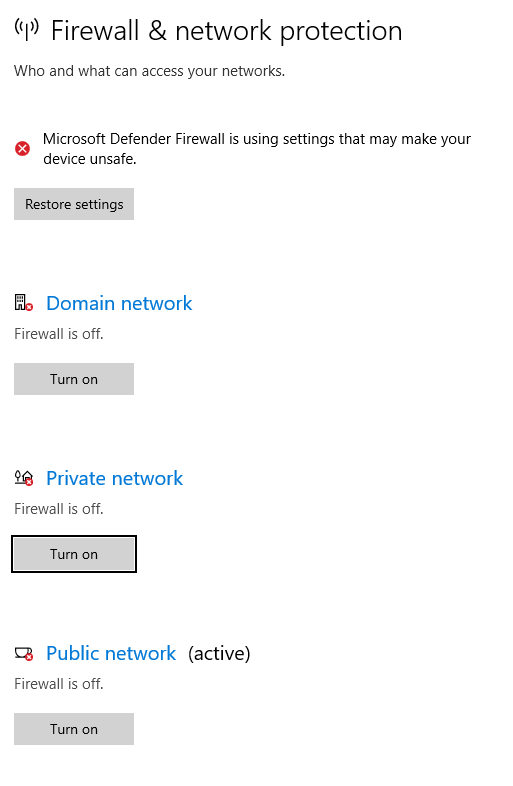 Firewall & network protection
Who and what can access your networks.
Microsoft Defender Firewall is using settings that may make your
device unsafe.
Restore settings
Domain network
Firewall is off.
Turn on
Private network
Firewall is off.
Turn on
Public network (active)
Firewall is off.
Turn on